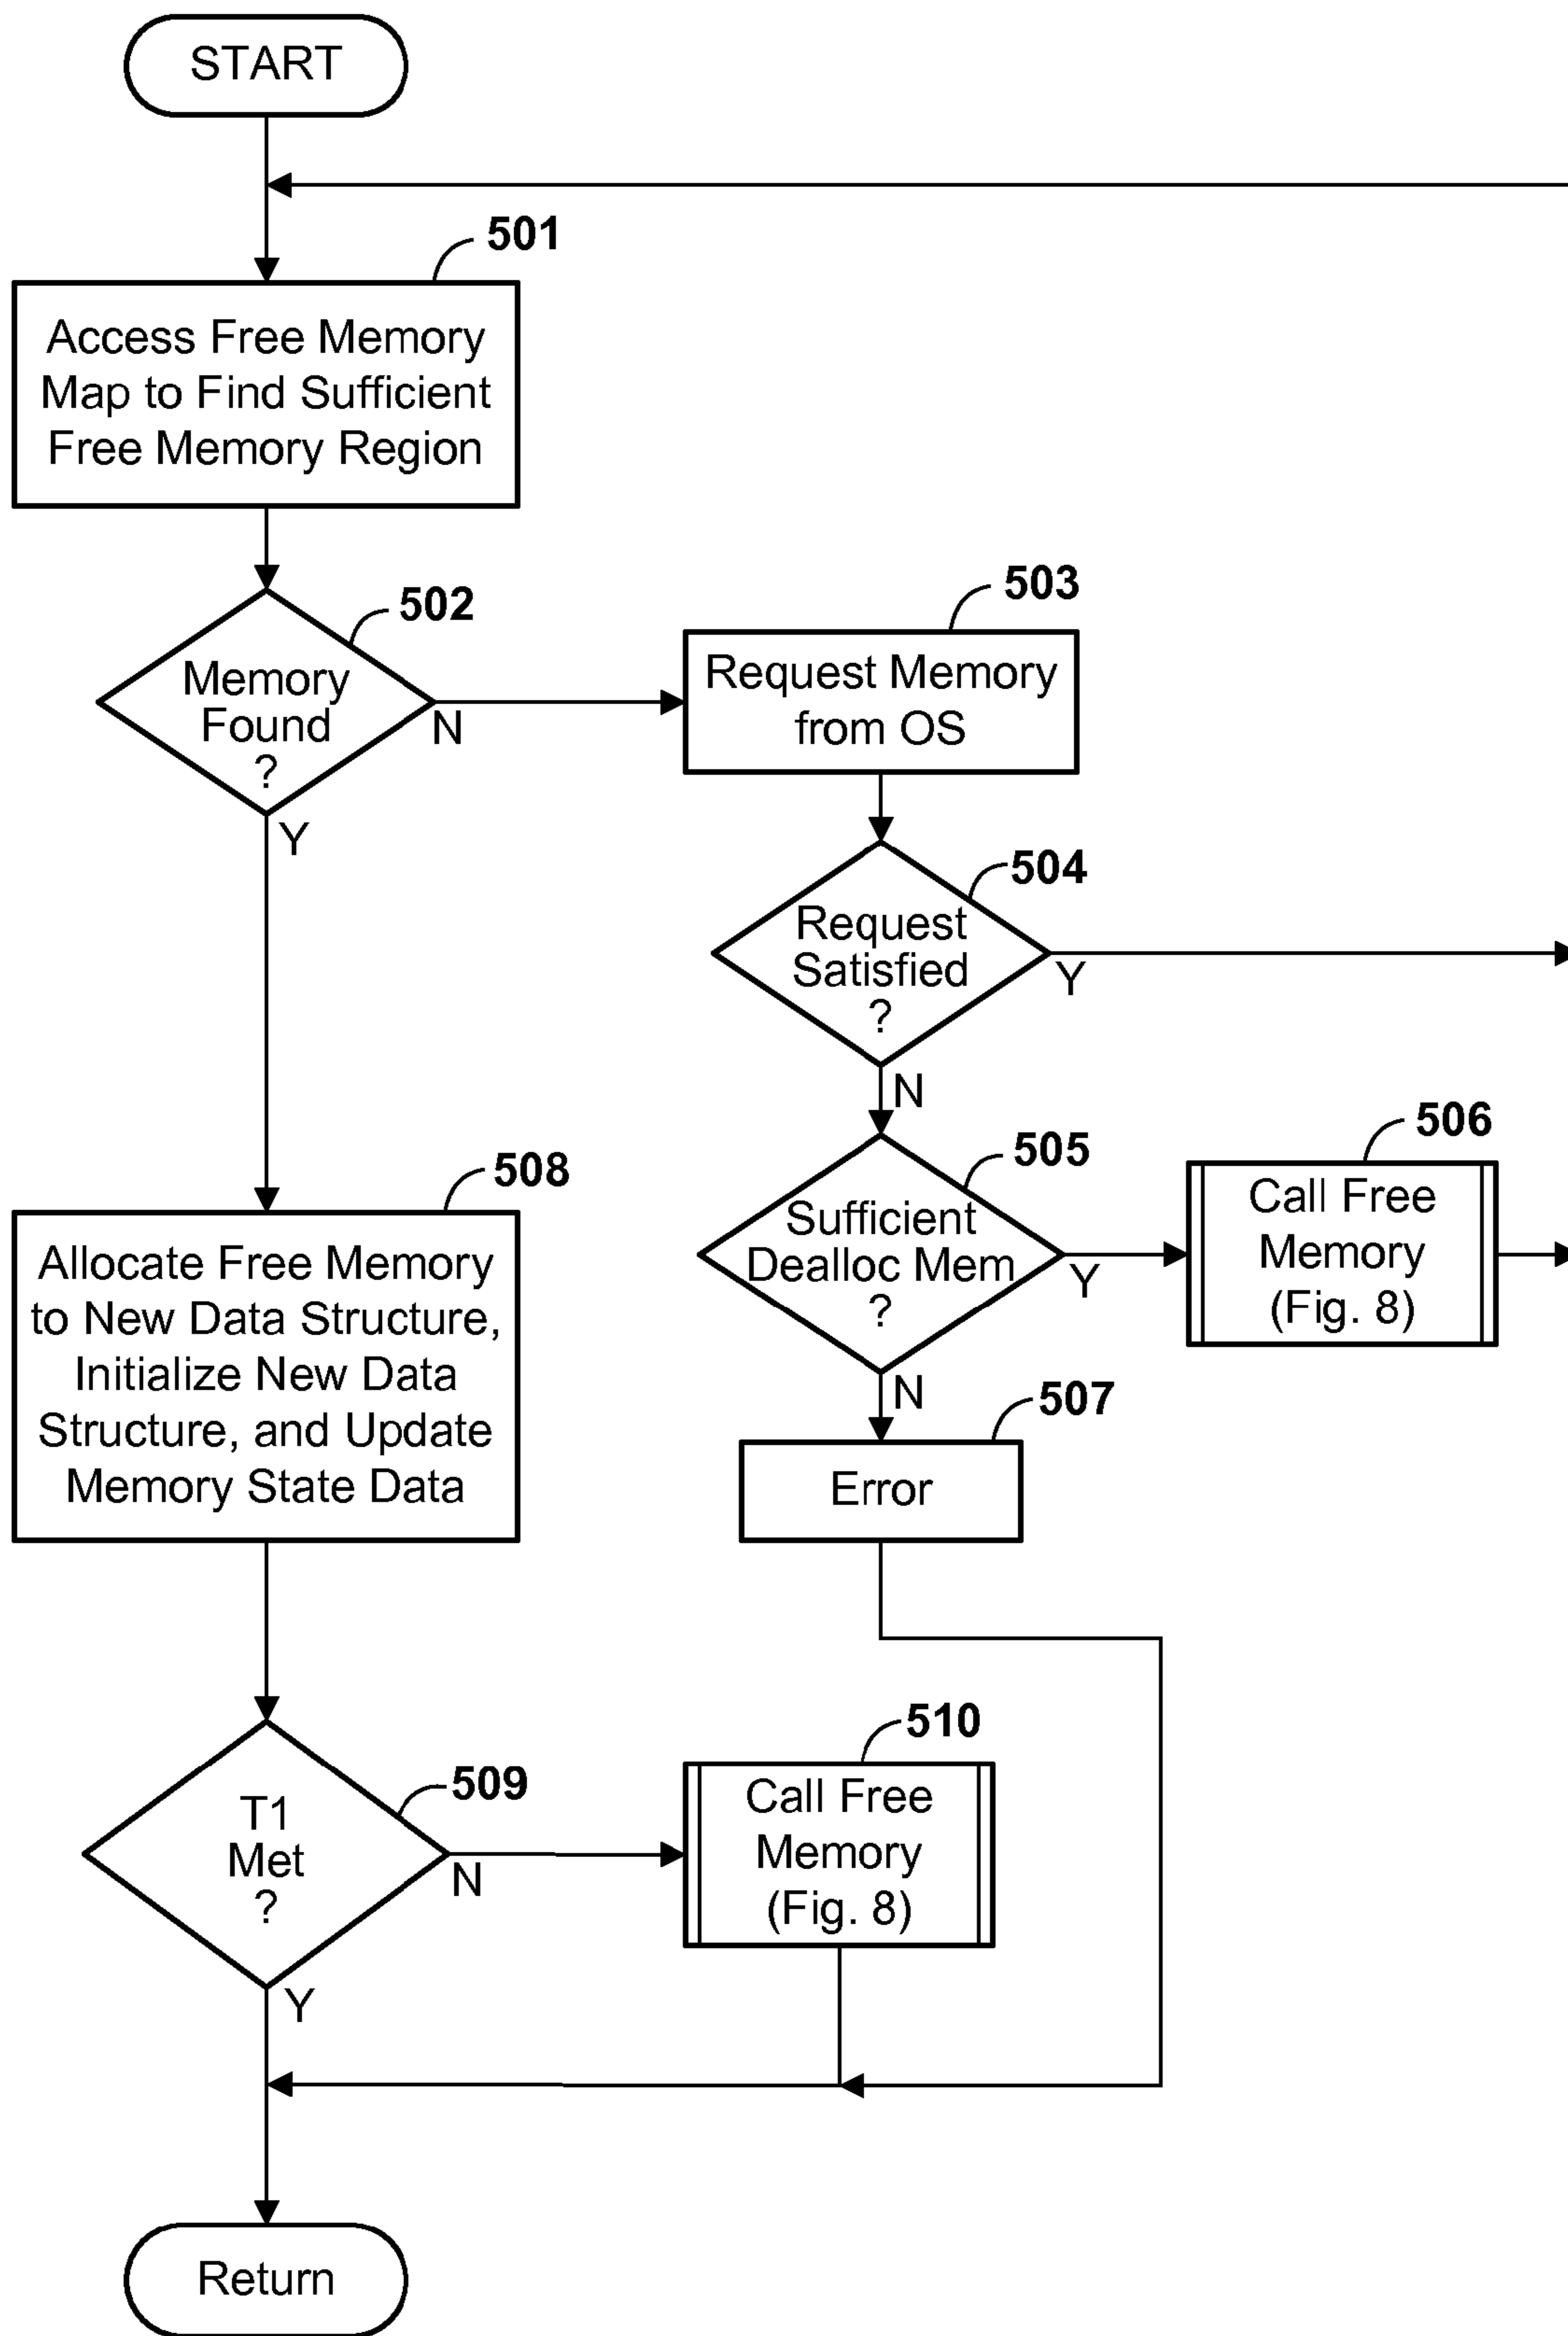 START
501
Access Free Memory
Map to Find Sufficient
Free Memory Region
502
Memory
Found
?
N
Y
503
Request Memory
from OS
504
Request
Satisfied
?
Y
N
505
Sufficient
Dealloc Mem
?
Y
N
506
Call Free
Memory
(Fig. 8)
507
Error
508
Allocate Free Memory
to New Data Structure,
Initialize New Data
Structure, and Update
Memory State Data
509
T1
Met
?
N
Y
510
Call Free
Memory
(Fig. 8)
Return